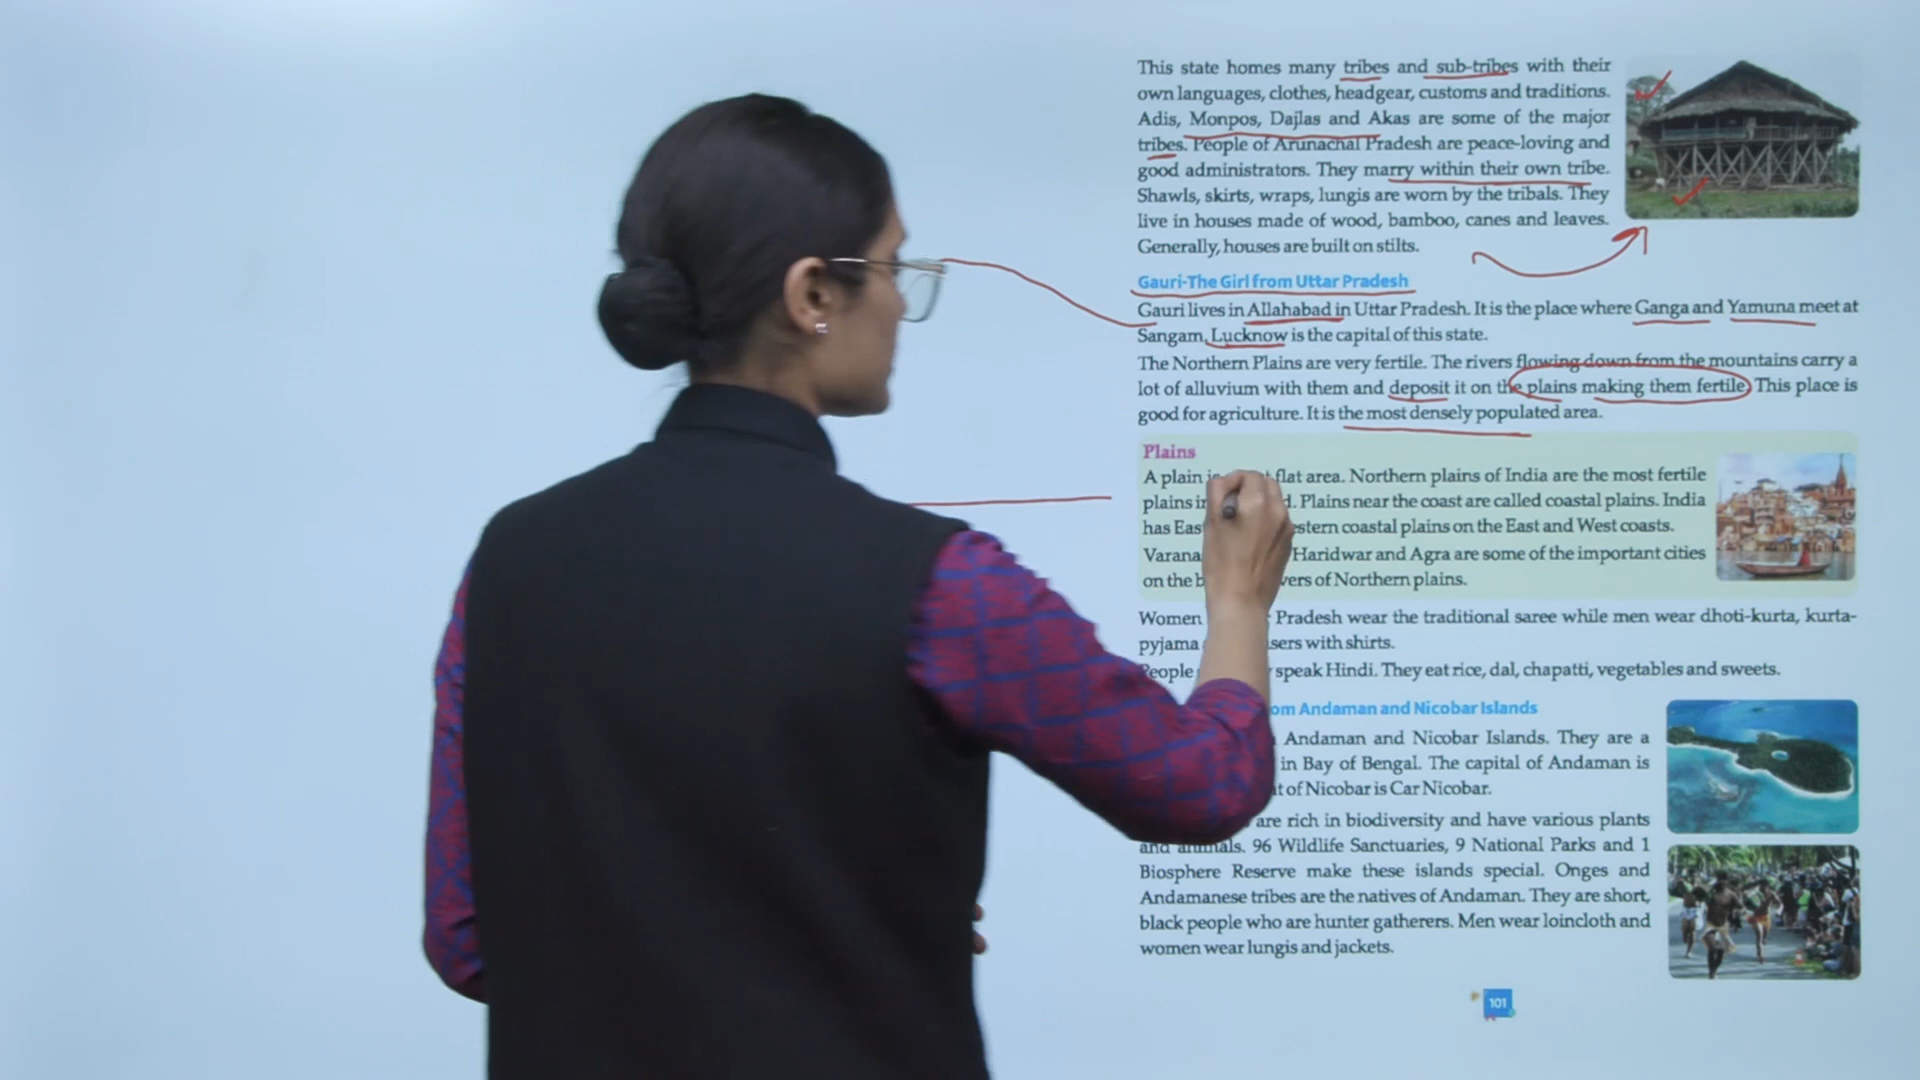 This state homes many tribes and sub-tribes with their
own languages, clothes, headgear, customs and traditions.
Adis, Monpos, Dajlas and Akas are some of the major
tribes. People of Arunachal Pradesh are peace-loving and
good administrators. They marry within their own tribe.
Shawls, skirts, wraps, lungis are worn by the tribals. They
live in houses made of wood, bamboo, canes and leaves.
Generally, houses are built on stilts.
Gauri-The Girl from Uttar Pradesh
Gauri lives in Allahabad in Uttar Pradesh. It is the place where Ganga and Yamuna meet at
Sangam. Lucknow is the capital of this state.
The Northern Plains are very fertile. The rivers flowing down from the mountains carry a
lot of alluvium with them and deposit it on the plains making them fertile. This place is
good for agriculture. It is the most densely populated area.
Plains
A plain flat area. Northern plains of India are the most fertile
plains Plains near the coast are called coastal plains. India
has coastal plains on the East and West coasts.
Haridwar and Agra are some of the important cities
on the of Northern plains.
Women Pradesh wear the traditional saree while men wear dhoti-kurta, kurta-
pyjama with shirts.
People speak Hindi. They eat rice, dal, chapatti, vegetables and sweets.
Andaman and Nicobar Islands
Andaman and Nicobar Islands. They are a
in Bay of Bengal. The capital of Andaman is
of Nicobar is Car Nicobar.
are rich in biodiversity and have various plants
and animals. 96 Wildlife Sanctuaries, 9 National Parks and 1
Biosphere Reserve make these islands special. Onges and
Andamanese tribes are the natives of Andaman. They are short,
black people who are hunter gatherers. Men wear loincloth and
women wear lungis and jackets.
101